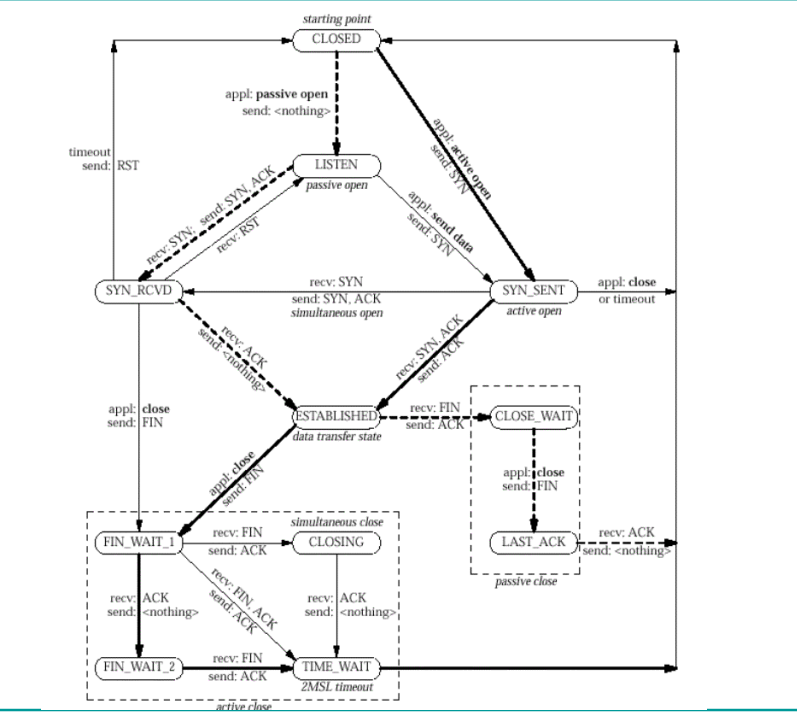 starting point
CLOSED
appl: passive open
send: <nothing>
appl: active open
send: SYN
timeout
send: RST
LISTEN
passive open
recv: SYN; send: SYN, ACK
recv: RST
appl: send data
send: SYN
SYN_RCVD
recv: SYN
send: SYN, ACK
simultaneous open
SYN_SENT
active open
appl: close
or timeout
recv: ACK
send: <nothing>
recv: SYN, ACK
send: ACK
appl: close
send: FIN
ESTABLISHED
data transfer state
recv: FIN
send: ACK
CLOSE_WAIT
appl: close
send: FIN
appl: close
send: FIN
LAST_ACK
recv: ACK
send: <nothing>
passive close
simultaneous close
FIN_WAIT_1
recv: FIN
send: ACK
CLOSING
recv: ACK
send: <nothing>
recv: FIN, ACK
send: ACK
recv: ACK
send: <nothing>
FIN_WAIT_2
recv: FIN
send: ACK
TIME_WAIT
2MSL timeout
active close